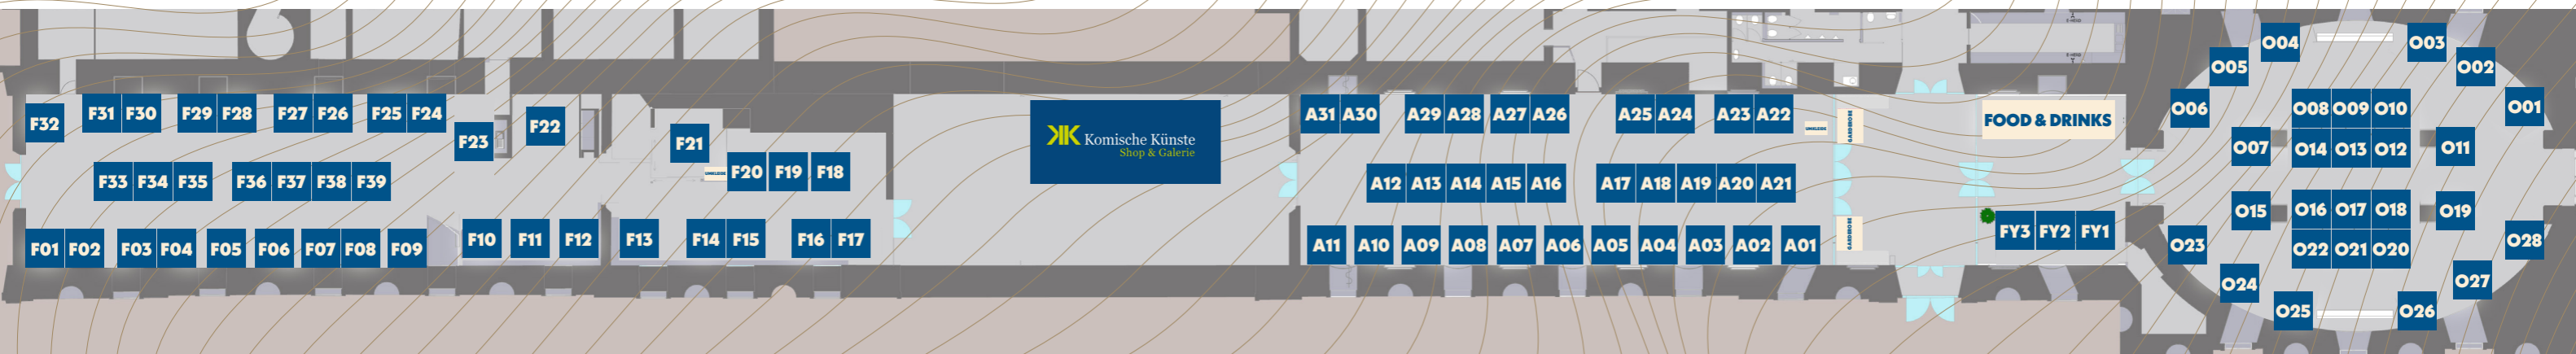 F32
F31 F30 F29 F28 F27 F26 F25 F24
F23
F22
F21
UMKLEIDE
F20 F19 F18
F33 F34 F35 F36 F37 F38 F39
F01 F02 F03 F04 F05 F06 F07 F08 F09
F10 F11 F12 F13 F14 F15 F16 F17
KK Komische Künste
Shop & Galerie
A31 A30 A29 A28 A27 A26 A25 A24 A23 A22
UMKLEIDE
GARDEROBE
A12 A13 A14 A15 A16 A17 A18 A19 A20 A21
A11 A10 A09 A08 A07 A06 A05 A04 A03 A02 A01
GARDEROBE
FOOD & DRINKS
FY3 FY2 FY1
O04 O03
O05 O02
O06 O08 O09 O10 O01
O07 O14 O13 O12 O11
O15 O16 O17 O18 O19
O23 O22 O21 O20 O28
O24 O27
O25 O26